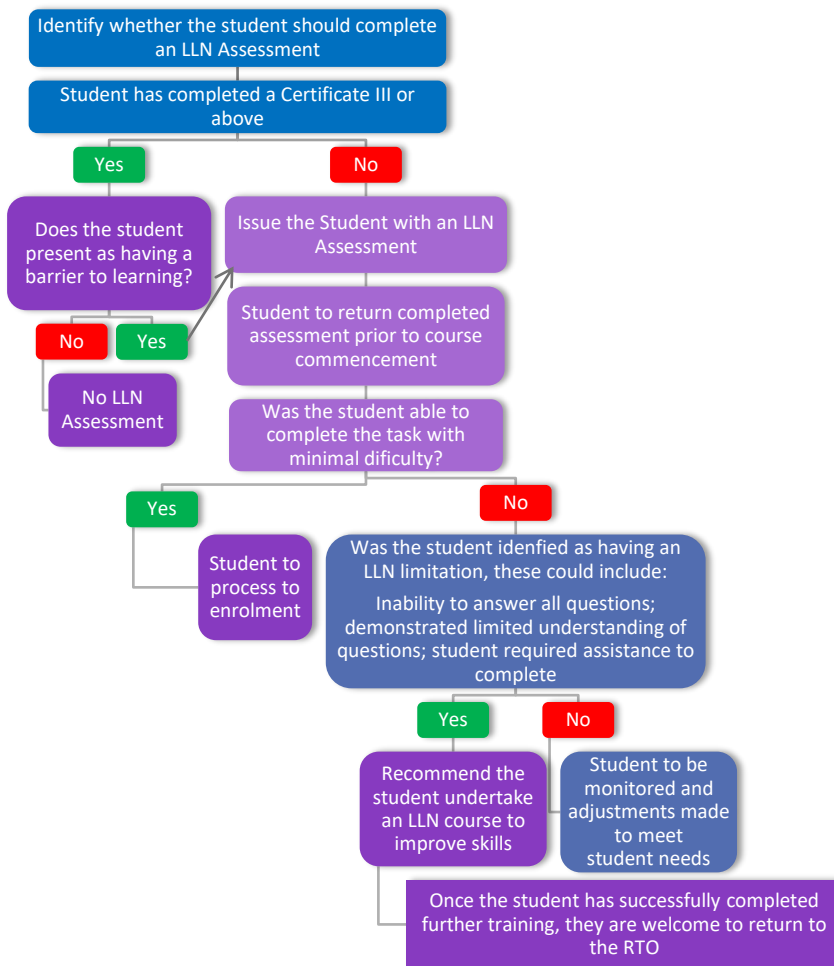 Identify whether the student should complete
an LLN Assessment
Student has completed a Certificate III or
above
Yes
No
Does the student
present as having a
barrier to learning?
Issue the Student with an LLN
Assessment
Student to return completed
assessment prior to course
commencement
No
Yes
No LLN
Assessment
Was the student able to
complete the task with
minimal dificulty?
Yes
No
Student to
process to
enrolment
Was the student idenfied as having an
LLN limitation, these could include:
Inability to answer all questions;
demonstrated limited understanding of
questions; student required assistance to
complete
Yes
No
Recommend the
student undertake
an LLN course to
improve skills
Student to be
monitored and
adjustments made
to meet
student needs
Once the student has successfully completed
further training, they are welcome to return to
the RTO